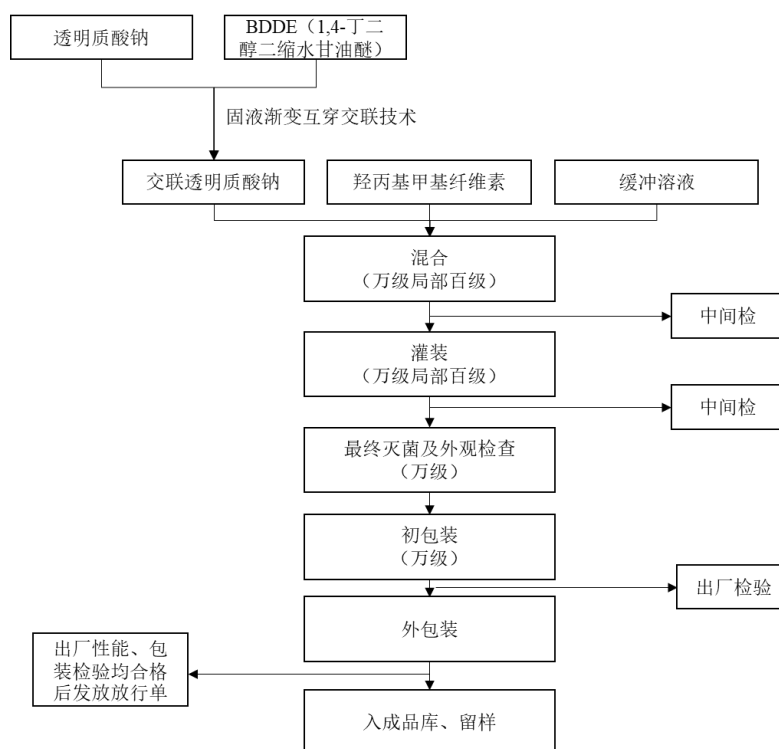 透明质酸钠
BDDE（1,4-丁二
醇二缩水甘油醚）
固液渐变互穿交联技术
交联透明质酸钠
羟丙基甲基纤维素
缓冲溶液
混合
（万级局部百级）
中间检
灌装
（万级局部百级）
中间检
最终灭菌及外观检查
（万级）
初包装
（万级）
出厂检验
外包装
出厂性能、包
装检验均合格
后发放放行单
入成品库、留样